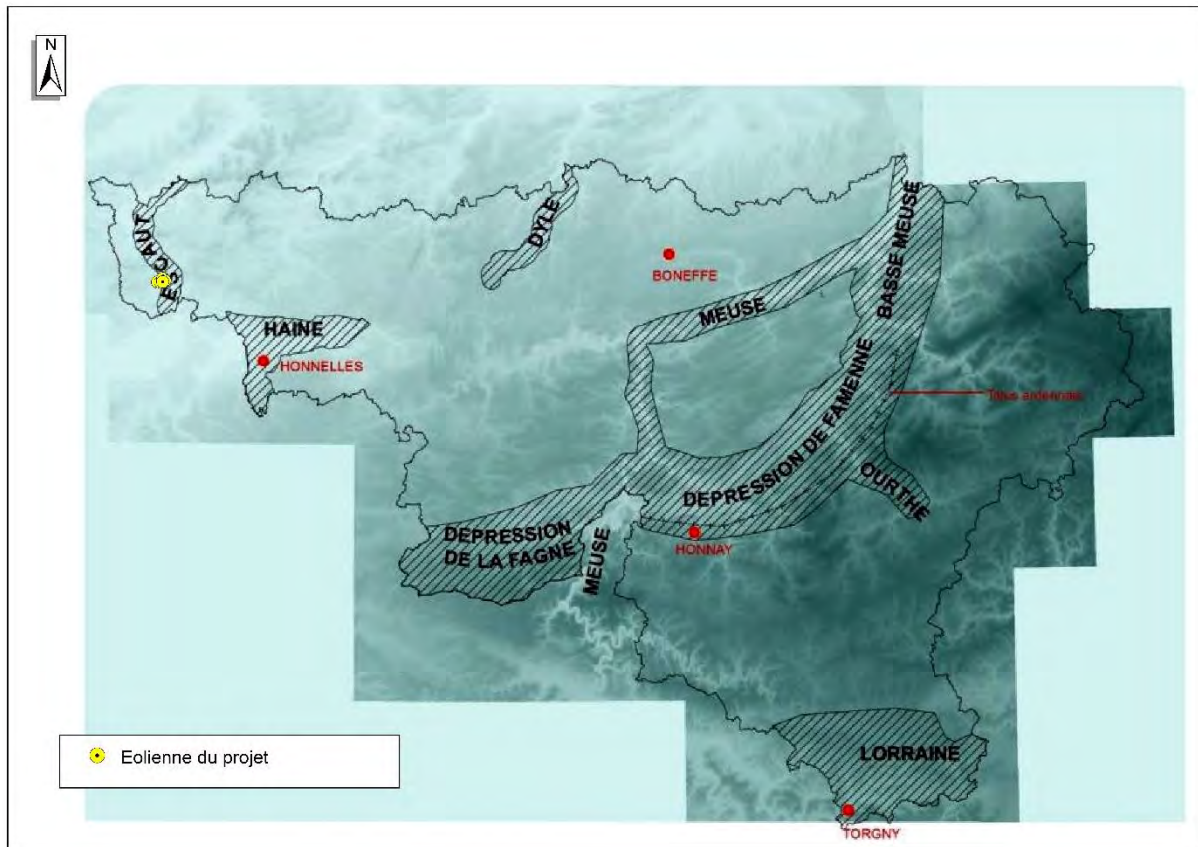 N
ESCAUT
DYLE
BONEFFE
BASSE MEUSE
MEUSE
HAINE
HONNELLES
Talus ardennais
DEPRESSION DE FAMENNE
OURTHE
DEPRESSION
DE LA FAGNE
MEUSE
HONNAY
Eolienne du projet
LORRAINE
TORGNY